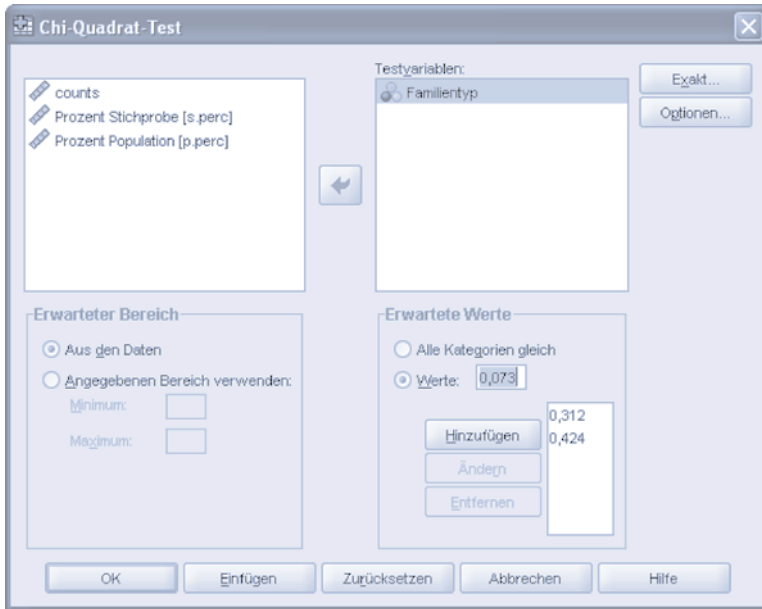 Chi-Quadrat-Test
counts
Prozent Stichprobe [s.perc]
Prozent Population [p.perc]
Testvariablen:
Familientyp
Exakt...
Optionen...
Erwarteter Bereich
Aus den Daten
Angegebenen Bereich verwenden:
Minimum:
Maximum:
Erwartete Werte
Alle Kategorien gleich
Werte: 0,073
Hinzufügen
Ändern
Entfernen
0,312
0,424
OK
Einfügen
Zurücksetzen
Abbrechen
Hilfe